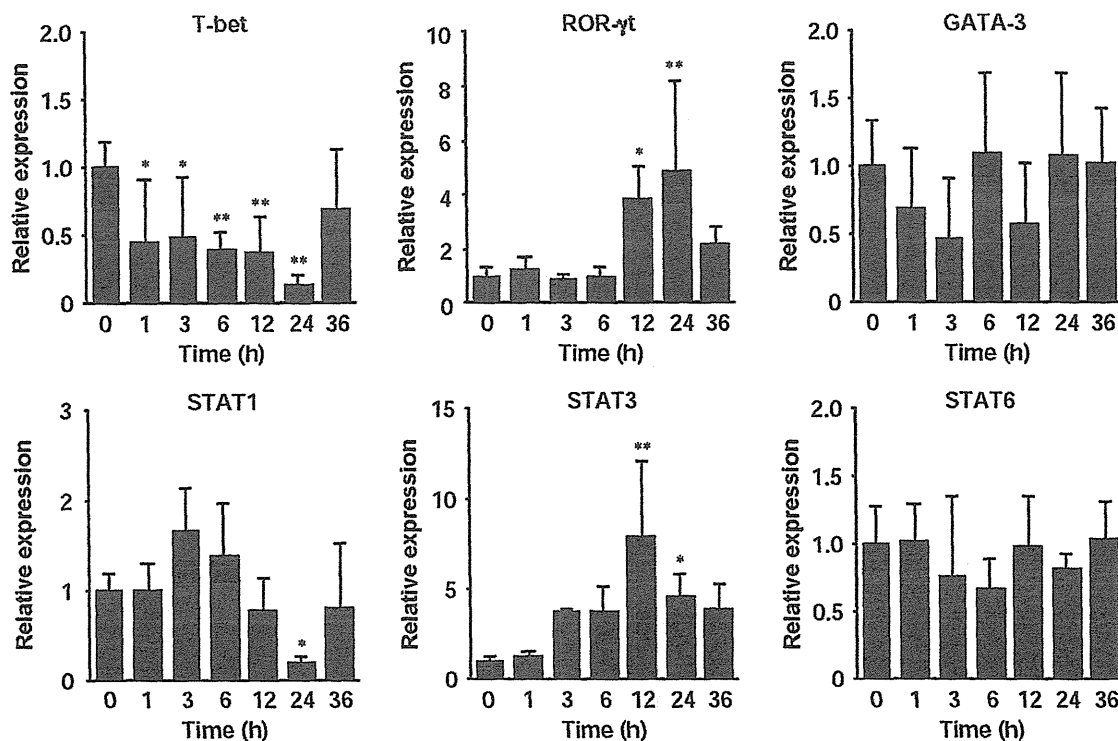 T-bet
Relative expression
2.0
1.5
1.0
0.5
0
*
*
**
**
**
0 1 3 6 12 24 36
Time (h)
ROR-γt
Relative expression
10
8
6
4
2
0
*
**
0 1 3 6 12 24 36
Time (h)
GATA-3
Relative expression
2.0
1.5
1.0
0.5
0
0 1 3 6 12 24 36
Time (h)
STAT1
Relative expression
3
2
1
0
*
0 1 3 6 12 24 36
Time (h)
STAT3
Relative expression
15
10
5
0
**
*
0 1 3 6 12 24 36
Time (h)
STAT6
Relative expression
2.0
1.5
1.0
0.5
0
0 1 3 6 12 24 36
Time (h)